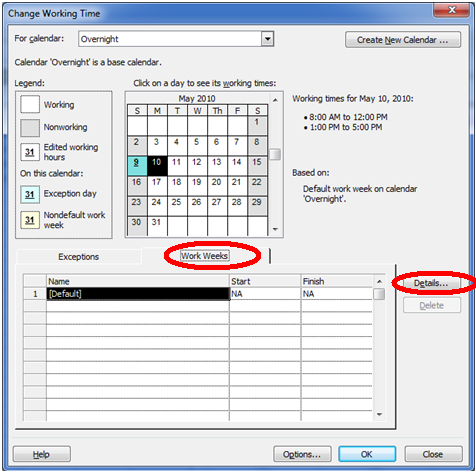 Change Working Time
For calendar: Overnight Create New Calendar ...
Calendar 'Overnight' is a base calendar.
Legend: Click on a day to see its working times:
Working
Nonworking
31 Edited working hours
On this calendar:
31 Exception day
31 Nondefault work week
May 2010
S M T W Th F S
1
2 3 4 5 6 7 8
9 10 11 12 13 14 15
16 17 18 19 20 21 22
23 24 25 26 27 28 29
30 31
Working times for May 10, 2010:
• 8:00 AM to 12:00 PM
• 1:00 PM to 5:00 PM
Based on:
Default work week on calendar
'Overnight'.
Exceptions Work Weeks
Name Start Finish
1 [Default] NA NA
Details...
Delete
Help Options... OK Close